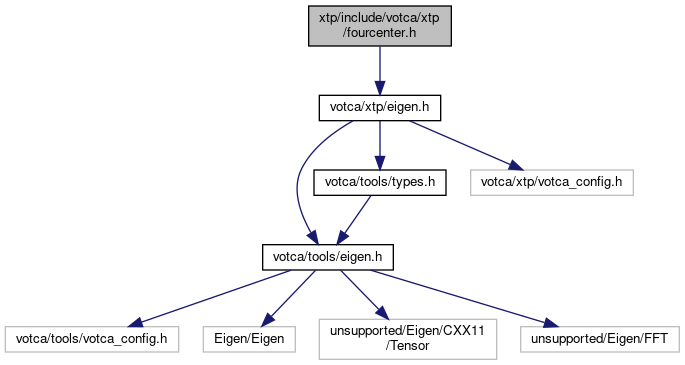 xtp/include/votca/xtp
/fourcenter.h
votca/xtp/eigen.h
votca/tools/types.h
votca/xtp/votca_config.h
votca/tools/eigen.h
votca/tools/votca_config.h
Eigen/Eigen
unsupported/Eigen/CXX11
/Tensor
unsupported/Eigen/FFT